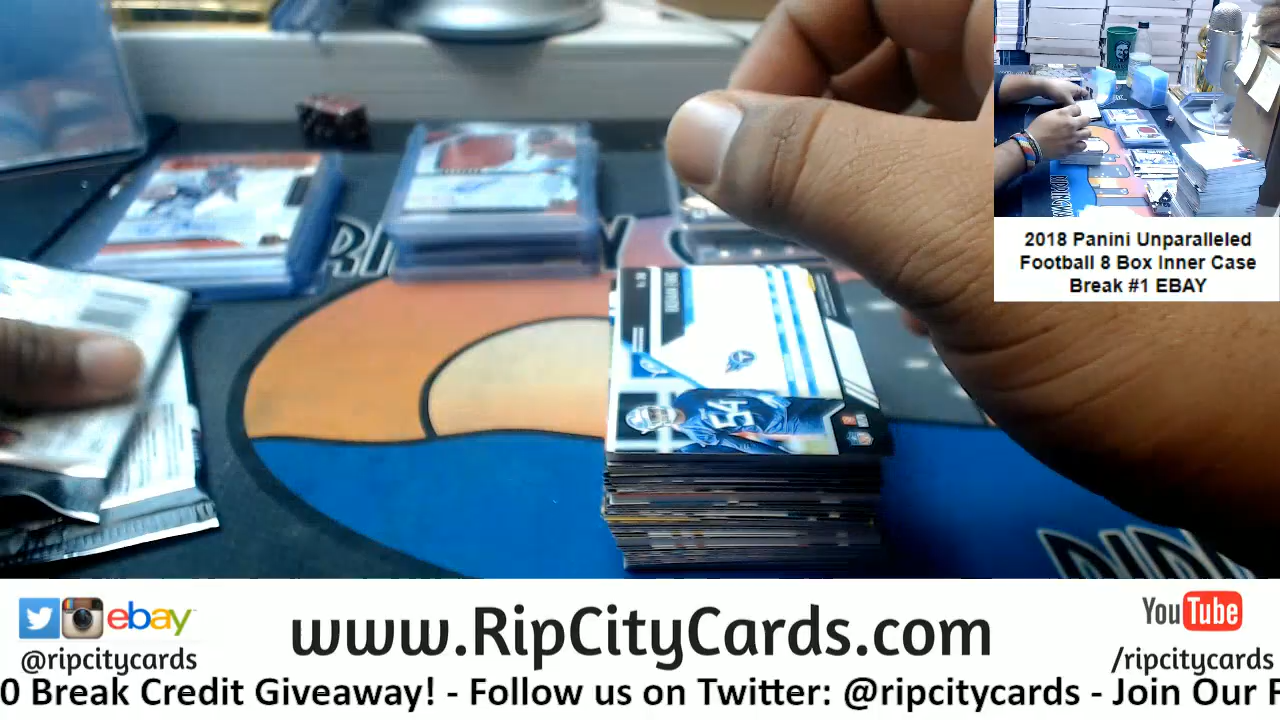 2018 Panini Unparalleled
Football 8 Box Inner Case
Break #1 EBAY
54
ebay
www.RipCityCards.com
YouTube
@ripcitycards
/ripcitycards
0 Break Credit Giveaway! - Follow us on Twitter: @ripcitycards - Join Our F